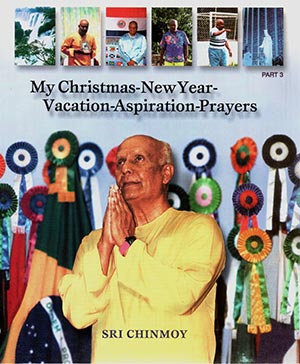 PART 3
My Christmas-New Year-
Vacation-Aspiration-Prayers
SRI CHINMOY